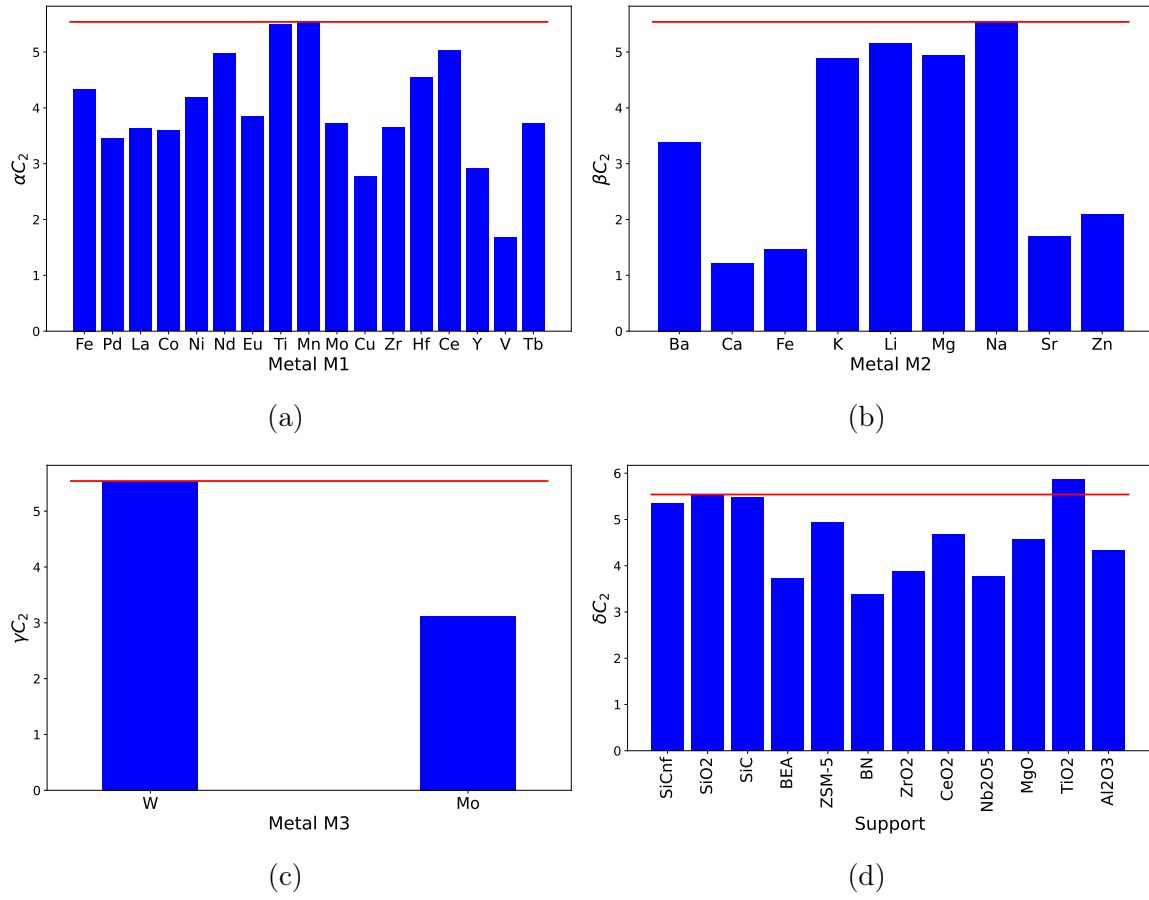 5
4
3
2
1
0
αC₂
Fe Pd La Co Ni Nd Eu Ti Mn Mo Cu Zr Hf Ce Y V Tb
Metal M1
(a)
5
4
3
2
1
0
βC₂
Ba Ca Fe K Li Mg Na Sr Zn
Metal M2
(b)
5
4
3
2
1
0
γC₂
W Mo
Metal M3
(c)
6
5
4
3
2
1
0
δC₂
SiCnf SiO2 SiC BEA ZSM-5 BN ZrO2 CeO2 Nb2O5 MgO TiO2 Al2O3
Support
(d)